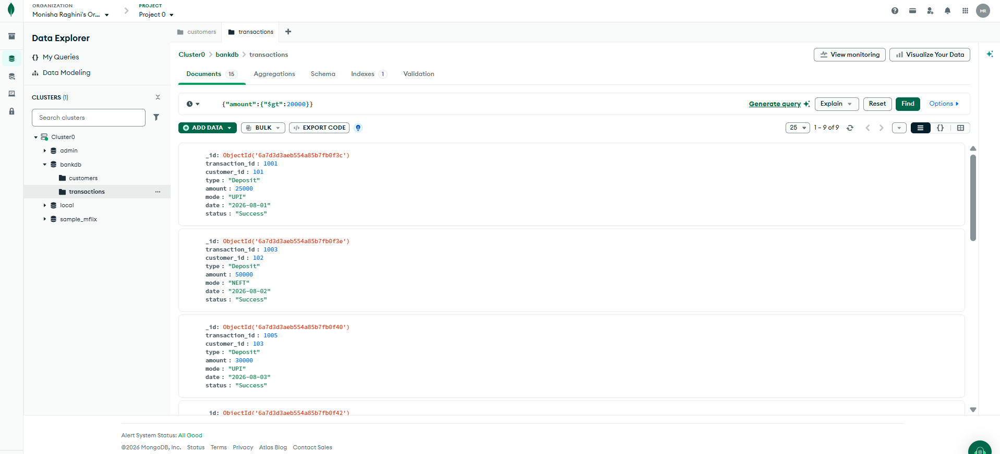 ORGANIZATION
Monisha Raghini's Or...
PROJECT
Project 0
MR
Data Explorer
My Queries
Data Modeling
CLUSTERS (1)
Search clusters
Cluster0
admin
bankdb
customers
transactions
local
sample_mflix
customers
transactions
Cluster0 > bankdb > transactions
View monitoring
Visualize Your Data
Documents 15
Aggregations
Schema
Indexes 1
Validation
{"amount":{"$gt":20000}}
Generate query
Explain
Reset
Find
Options
ADD DATA
BULK
EXPORT CODE
25
1 – 9 of 9
_id: ObjectId('6a7d3d3aeb554a85b7fb0f3c')
transaction_id : 1001
customer_id : 101
type : "Deposit"
amount : 25000
mode : "UPI"
date : "2026-08-01"
status : "Success"
_id: ObjectId('6a7d3d3aeb554a85b7fb0f3e')
transaction_id : 1003
customer_id : 102
type : "Deposit"
amount : 50000
mode : "NEFT"
date : "2026-08-02"
status : "Success"
_id: ObjectId('6a7d3d3aeb554a85b7fb0f40')
transaction_id : 1005
customer_id : 103
type : "Deposit"
amount : 30000
mode : "UPI"
date : "2026-08-03"
status : "Success"
_id: ObjectId('6a7d3d3aeb554a85b7fb0f42')
Alert System Status: All Good
©2026 MongoDB, Inc. Status Terms Privacy Atlas Blog Contact Sales